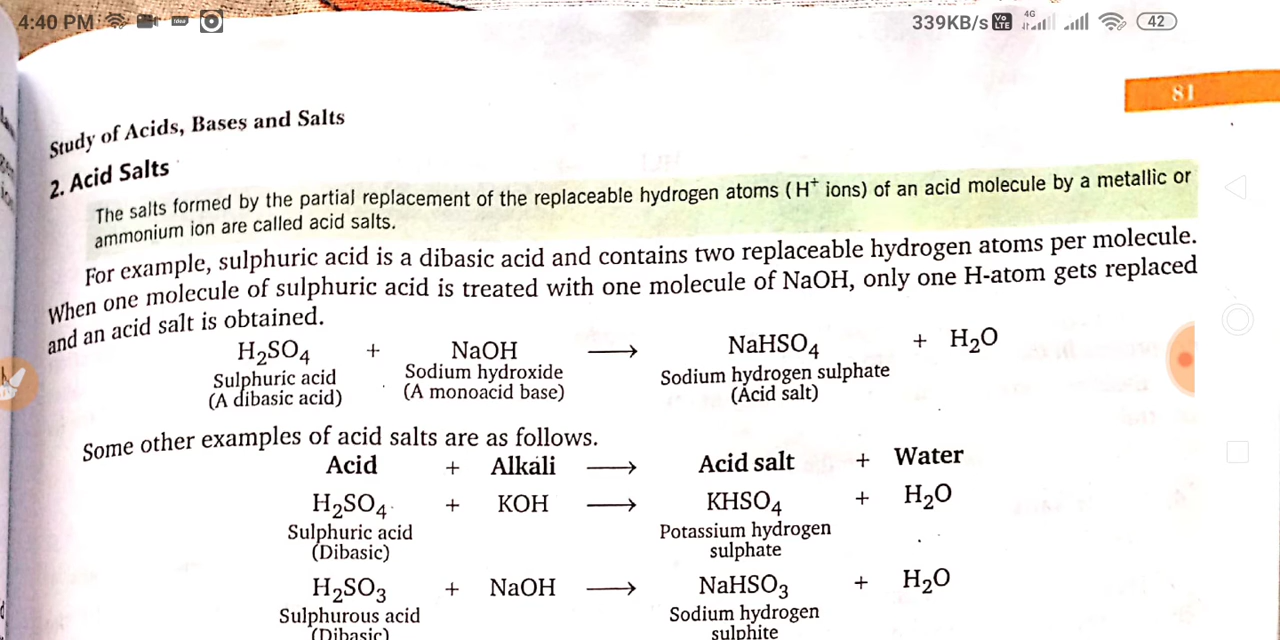 4:40 PM
idea
339KB/s Vo LTE 4G 42
81
Study of Acids, Bases and Salts
2. Acid Salts
The salts formed by the partial replacement of the replaceable hydrogen atoms (H⁺ ions) of an acid molecule by a metallic or
ammonium ion are called acid salts.
For example, sulphuric acid is a dibasic acid and contains two replaceable hydrogen atoms per molecule.
When one molecule of sulphuric acid is treated with one molecule of NaOH, only one H-atom gets replaced
and an acid salt is obtained.
H₂SO₄ + NaOH ⟶ NaHSO₄ + H₂O
Sulphuric acid Sodium hydroxide Sodium hydrogen sulphate
(A dibasic acid) (A monoacid base) (Acid salt)
Some other examples of acid salts are as follows.
Acid + Alkali ⟶ Acid salt + Water
H₂SO₄ + KOH ⟶ KHSO₄ + H₂O
Sulphuric acid Potassium hydrogen
(Dibasic) sulphate
H₂SO₃ + NaOH ⟶ NaHSO₃ + H₂O
Sulphurous acid Sodium hydrogen
(Dibasic) sulphite